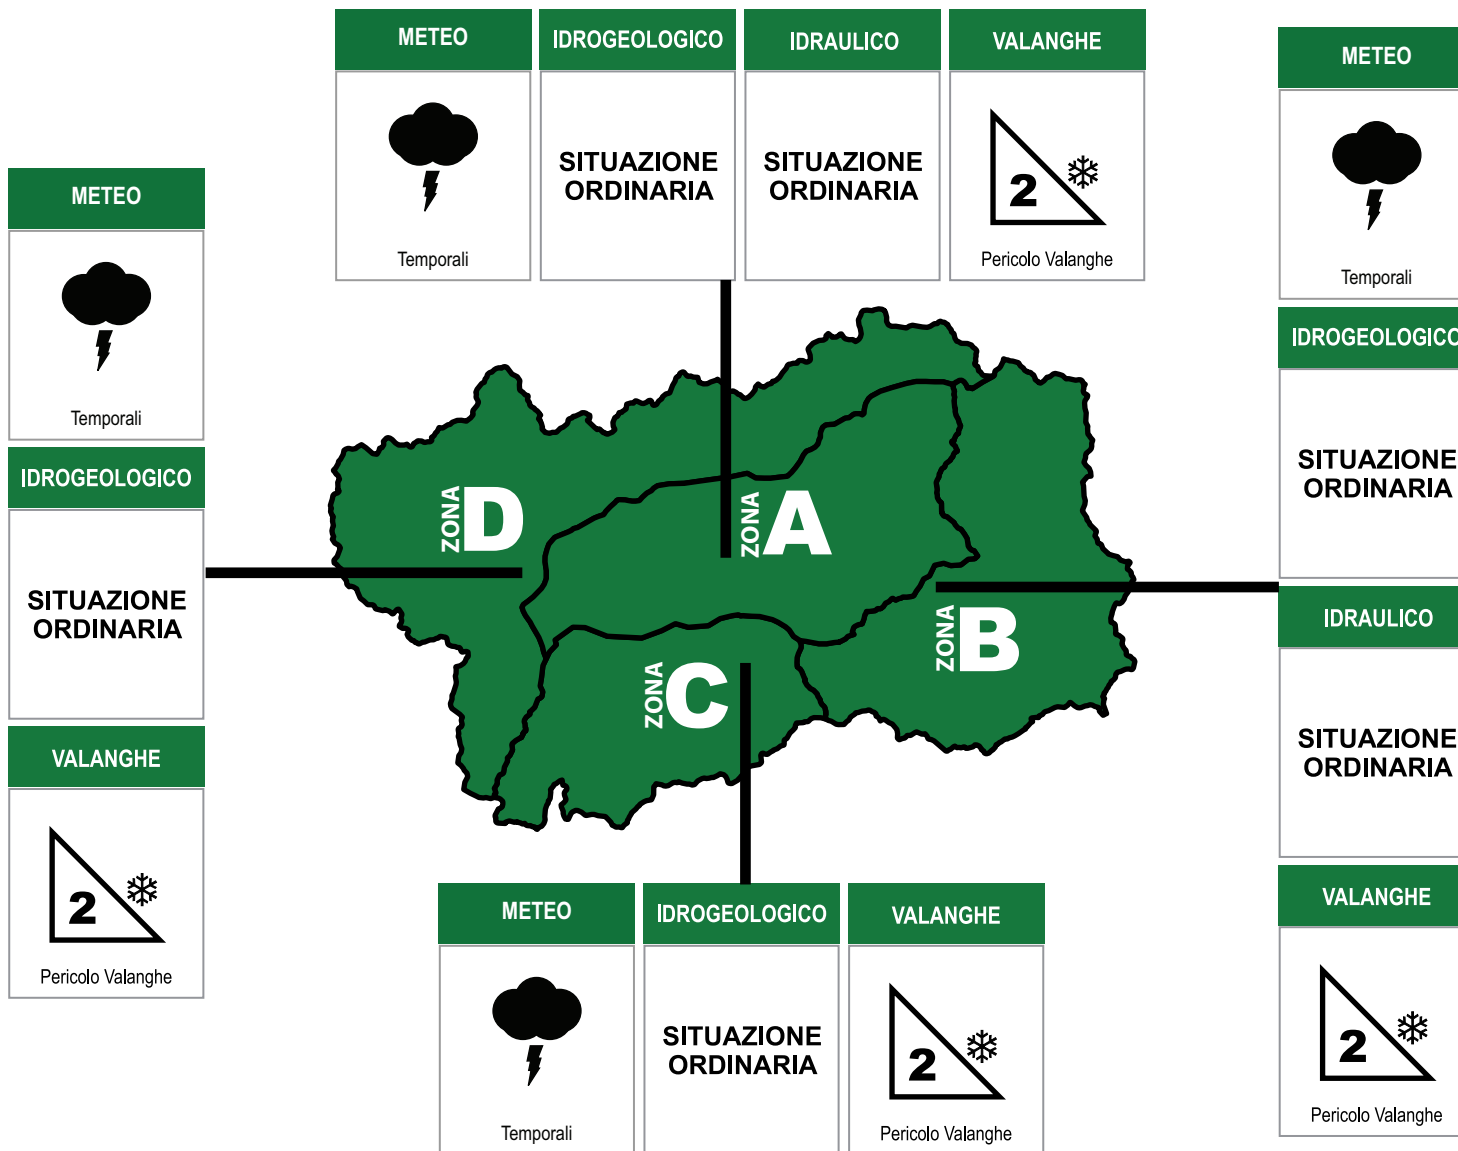 METEO
Temporali
IDROGEOLOGICO
SITUAZIONE
ORDINARIA
IDRAULICO
SITUAZIONE
ORDINARIA
VALANGHE
2
Pericolo Valanghe
METEO
Temporali
IDROGEOLOGICO
SITUAZIONE
ORDINARIA
VALANGHE
2
Pericolo Valanghe
ZONA D
ZONA A
ZONA B
ZONA C
METEO
Temporali
IDROGEOLOGICO
SITUAZIONE
ORDINARIA
IDRAULICO
SITUAZIONE
ORDINARIA
VALANGHE
2
Pericolo Valanghe
METEO
Temporali
IDROGEOLOGICO
SITUAZIONE
ORDINARIA
VALANGHE
2
Pericolo Valanghe